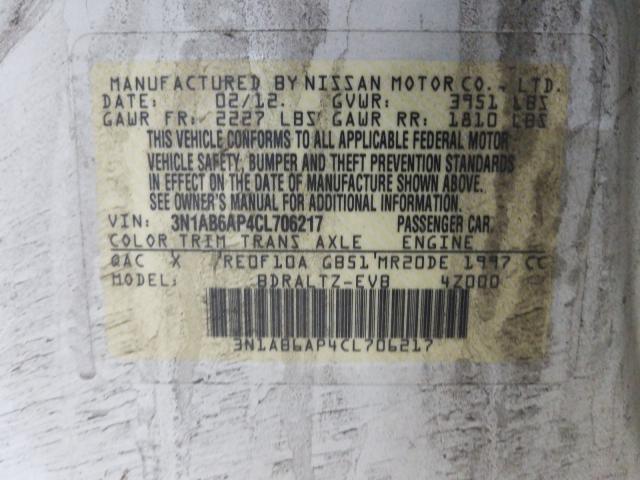 MANUFACTURED BY NISSAN MOTOR CO., LTD.
DATE: 02/12. GVWR: 3951 LBS
GAWR FR: 2227 LBS GAWR RR: 1810 LBS
THIS VEHICLE CONFORMS TO ALL APPLICABLE FEDERAL MOTOR
VEHICLE SAFETY, BUMPER AND THEFT PREVENTION STANDARDS
IN EFFECT ON THE DATE OF MANUFACTURE SHOWN ABOVE.
SEE OWNER'S MANUAL FOR ADDITIONAL INFORMATION.
VIN: 3N1AB6AP4CL706217 PASSENGER CAR
COLOR TRIM TRANS AXLE ENGINE
QAC X /RE0F10A GB51 MR20DE 1997 CC
MODEL: BDRALTZ-EVB 4Z000
3N1AB6AP4CL706217